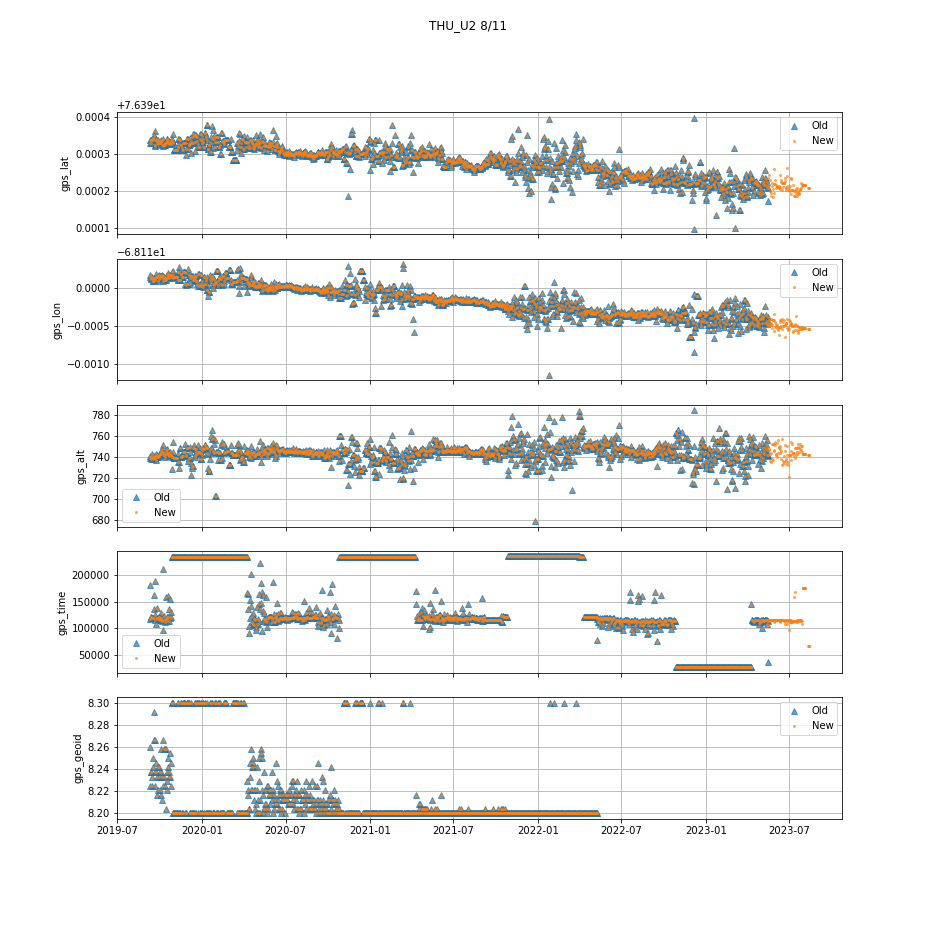 THU_U2 8/11
+7.639e1
0.0004
0.0003
0.0002
0.0001
gps_lat
Old
New
−6.811e1
0.0000
−0.0005
−0.0010
gps_lon
Old
New
780
760
740
720
700
680
gps_alt
Old
New
200000
150000
100000
50000
gps_time
Old
New
8.30
8.28
8.26
8.24
8.22
8.20
gps_geoid
Old
New
2019-07 2020-01 2020-07 2021-01 2021-07 2022-01 2022-07 2023-01 2023-07